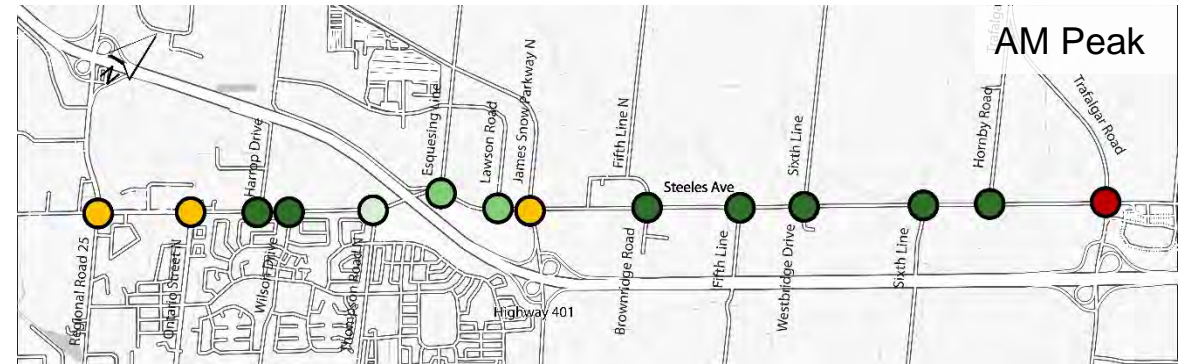 AM Peak
Trafalgar Road
Trafalgar Road
Harrop Drive
Esquesing Line
Lawson Road
James Snow Parkway N
Fifth Line N
Steeles Ave
Sixth Line
Hornby Road
Regional Road 25
Ontario Street N
Wilson Drive
Thompson Road N
Highway 401
Brownridge Road
Fifth Line
Westbridge Drive
Sixth Line
N